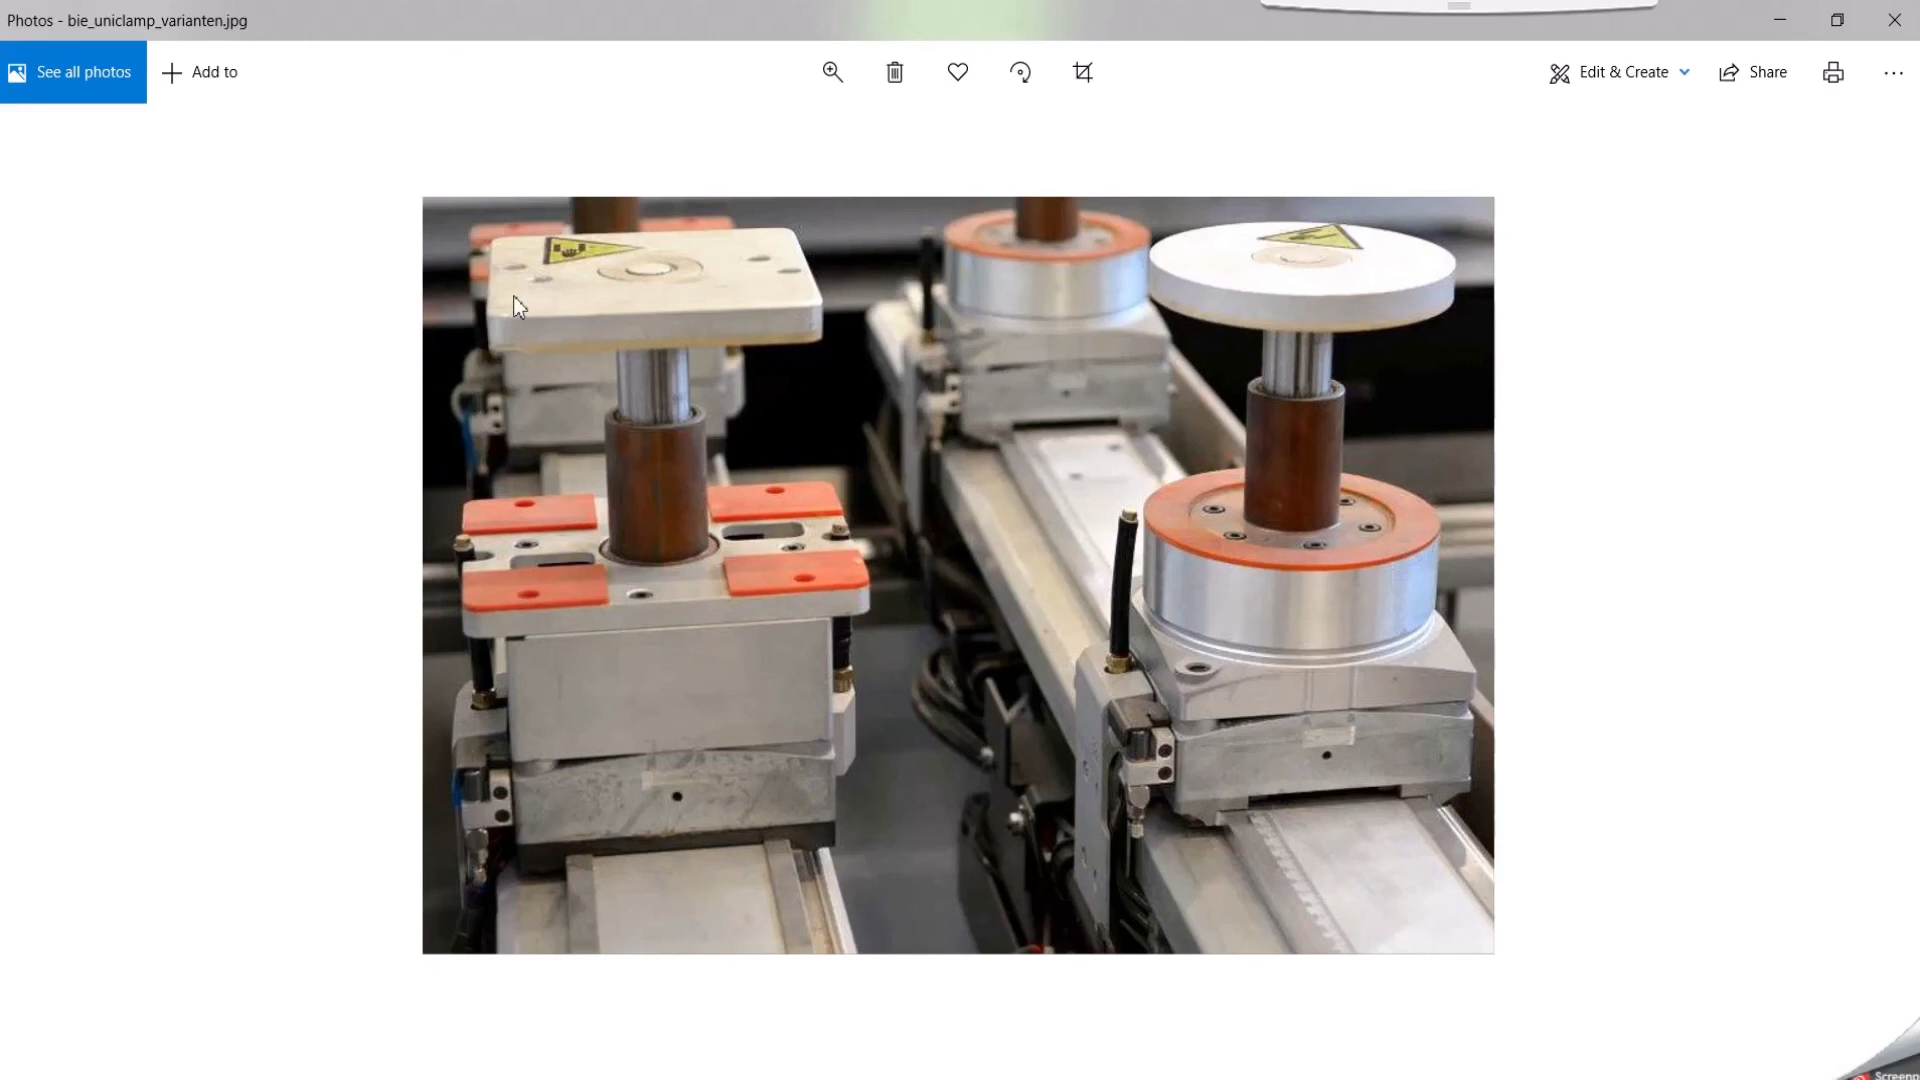 Photos - bie_uniclamp_varianten.jpg
See all photos
Add to
Edit & Create
Share